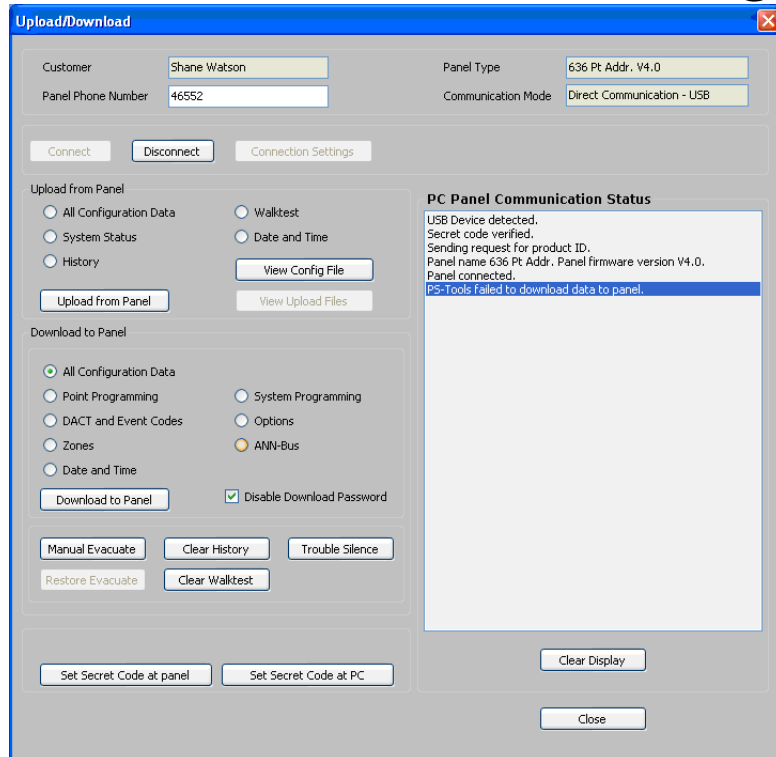 Upload/Download
Customer Shane Watson Panel Type 636 Pt Addr. V4.0
Panel Phone Number 46552 Communication Mode Direct Communication - USB
Connect Disconnect Connection Settings
Upload from Panel
All Configuration Data Walktest
System Status Date and Time
History View Config File
Upload from Panel View Upload Files
Download to Panel
All Configuration Data
Point Programming System Programming
DACT and Event Codes Options
Zones ANN-Bus
Date and Time
Download to Panel Disable Download Password
Manual Evacuate Clear History Trouble Silence
Restore Evacuate Clear Walktest
Set Secret Code at panel Set Secret Code at PC
PC Panel Communication Status
USB Device detected.
Secret code verified.
Sending request for product ID.
Panel name 636 Pt Addr. Panel firmware version V4.0.
Panel connected.
PS-Tools failed to download data to panel.
Clear Display
Close